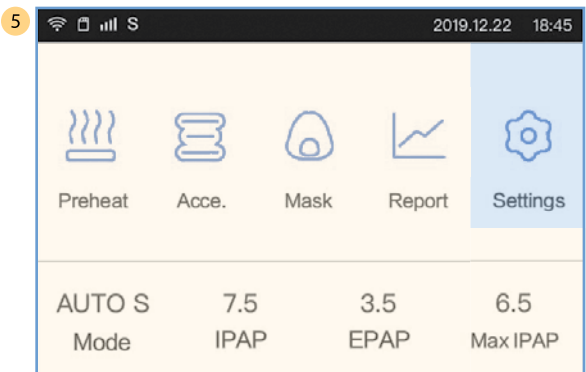 5
S 2019.12.22 18:45
Preheat Acce. Mask Report Settings
AUTO S 7.5 3.5 6.5
Mode IPAP EPAP Max IPAP